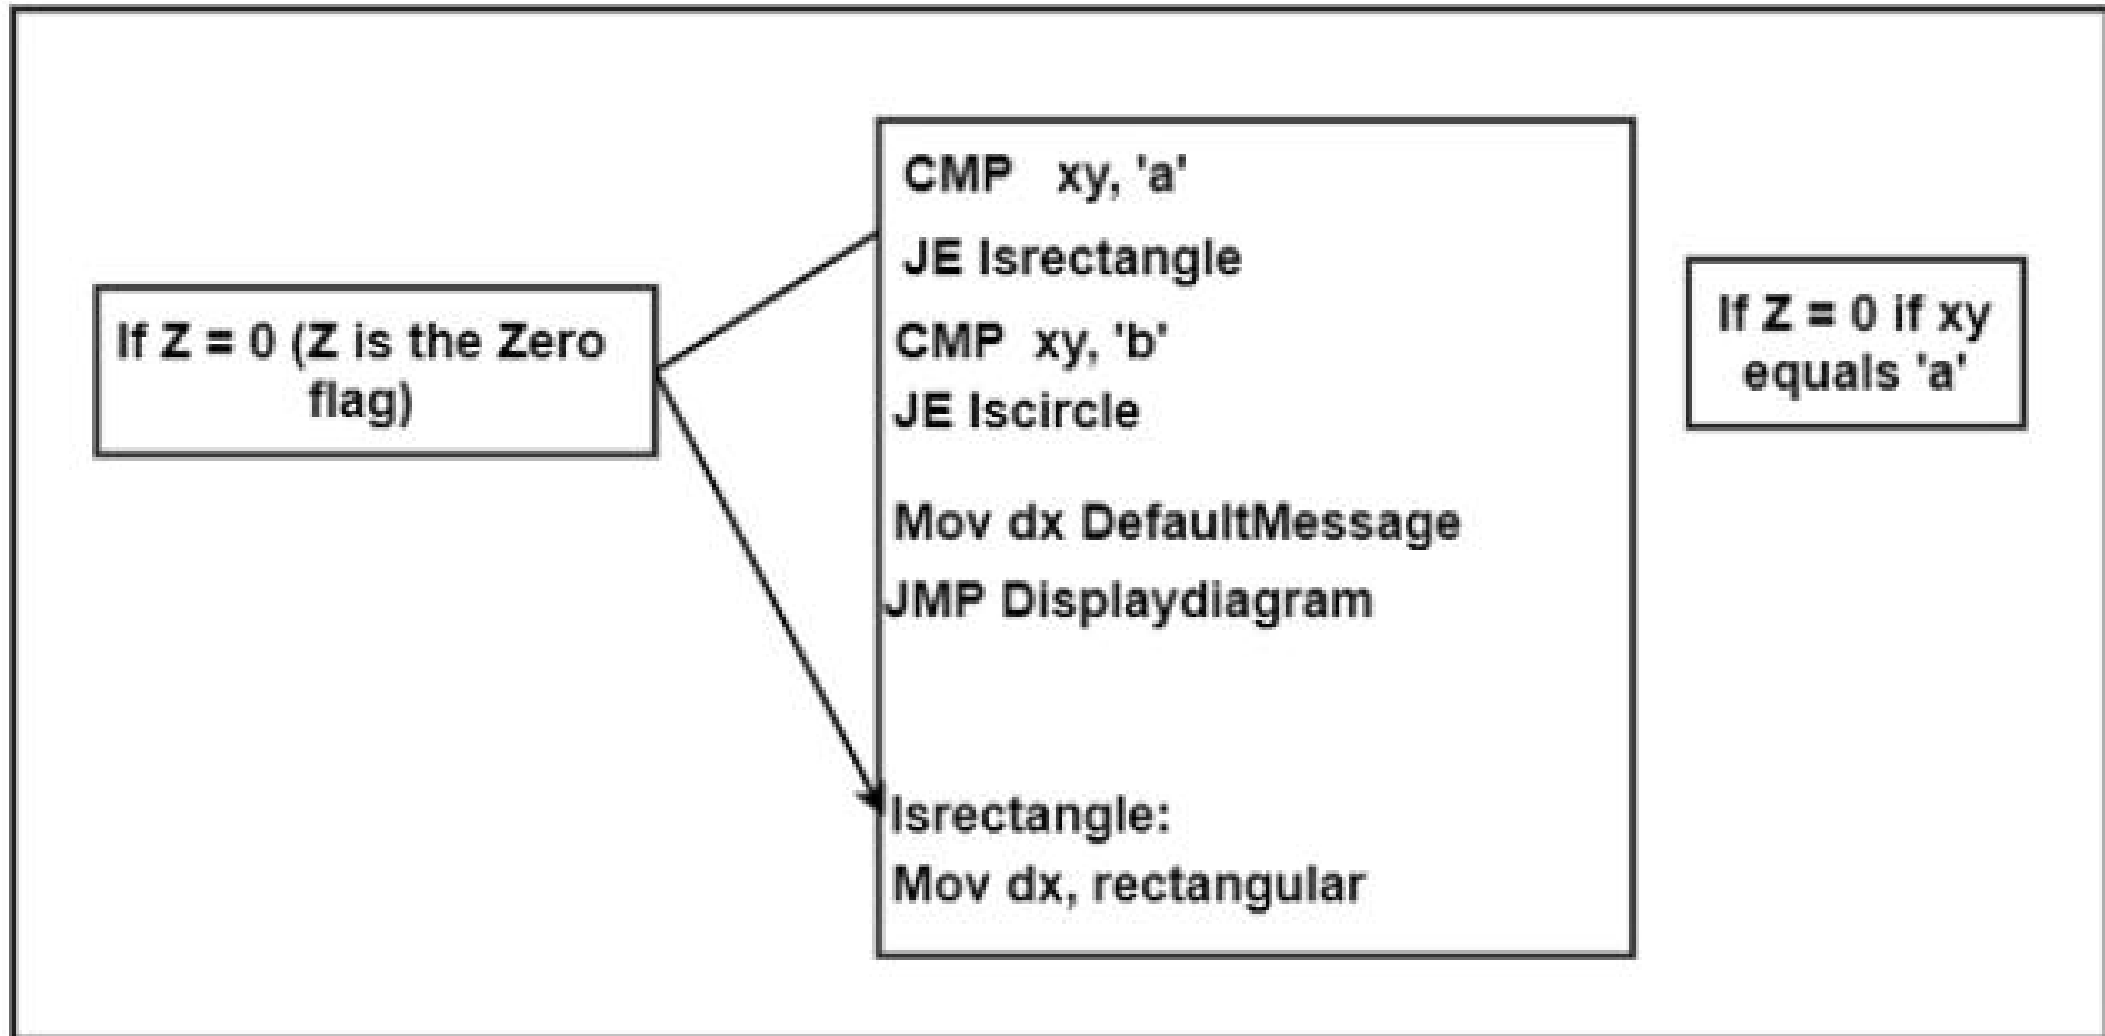 If Z = 0 (Z is the Zero
flag)
CMP xy, 'a'
JE Isrectangle
CMP xy, 'b'
JE Iscircle
Mov dx DefaultMessage
JMP Displaydiagram
Isrectangle:
Mov dx, rectangular
If Z = 0 if xy
equals 'a'